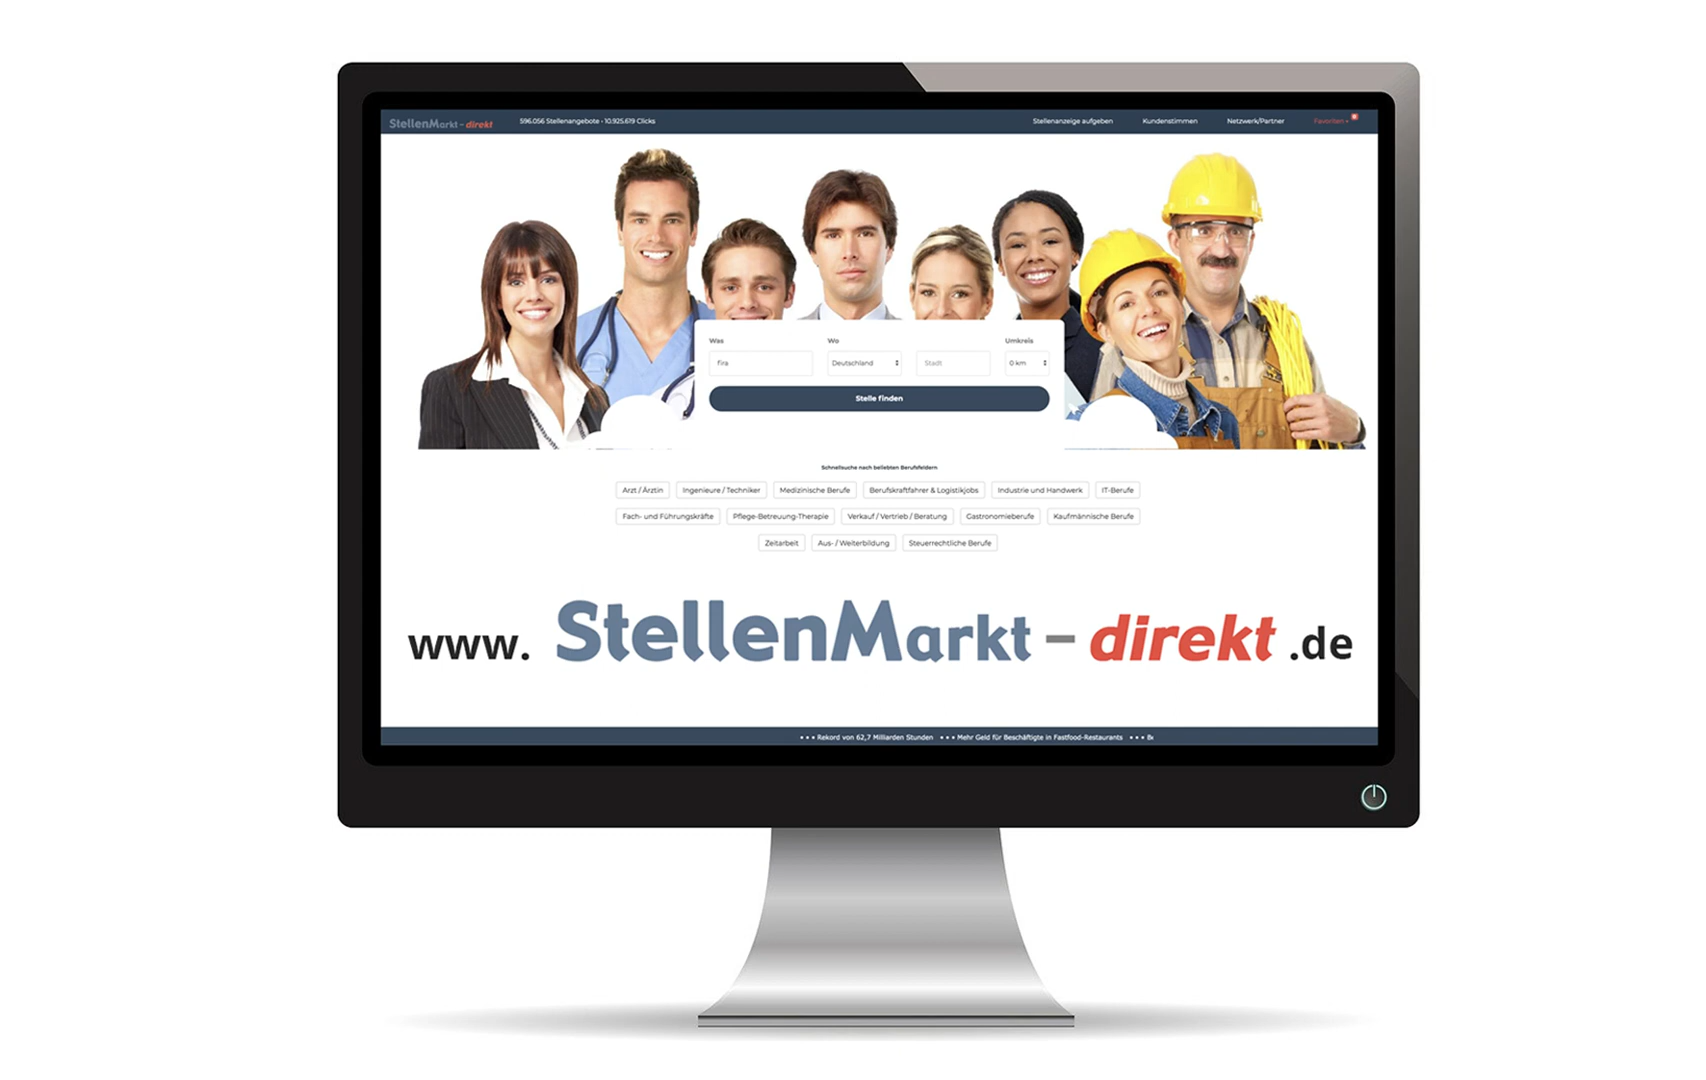 StellenMarkt - direkt 596.056 Stellenangebote - 10.925.619 Clicks Stellenanzeige aufgeben Kundenstimmen Netzwerk/Partner Favoriten
Was Wo Umkreis
fira Deutschland Stadt 0 km
Stelle finden
Schnellsuche nach beliebten Berufsfeldern
Arzt / Ärztin Ingenieure / Techniker Medizinische Berufe Berufskraftfahrer & Logistikjobs Industrie und Handwerk IT-Berufe
Fach- und Führungskräfte Pflege-Betreuung-Therapie Verkauf / Vertrieb / Beratung Gastronomieberufe Kaufmännische Berufe
Zeitarbeit Aus- / Weiterbildung Steuerrechtliche Berufe
www. StellenMarkt - direkt .de
• • • Rekord von 62,7 Milliarden Stunden • • • Mehr Geld für Beschäftigte in Fastfood-Restaurants • • •